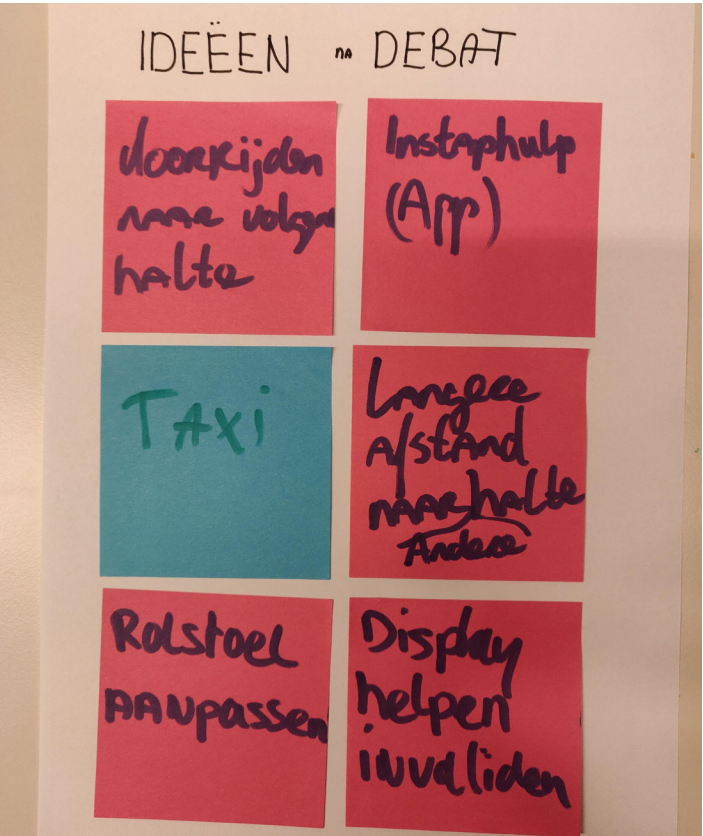 IDEËEN na DEBAT
doorrijden
naar volgende
halte
Instaphulp
(App)
TAXi
Langere
Afstand
naar halte
Andere
Rolstoel
AANpassen
Display
helpen
invaliden